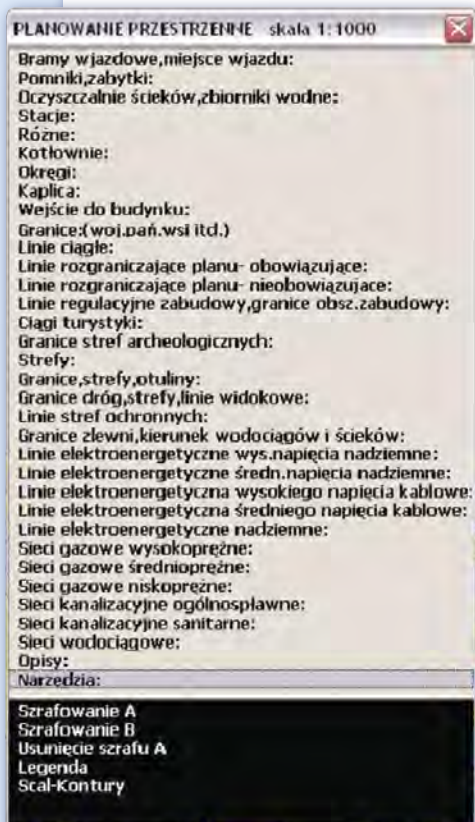 PLANOWANIE PRZESTRZENNE skala 1:1000
Bramy wjazdowe,miejsce wjazdu:
Pomniki,zabytki:
Oczyszczalnie ścieków,zbiorniki wodne:
Stacje:
Różne:
Kotłownie:
Okręgi:
Kaplica:
Wejście do budynku:
Granice:(woj.pań.wsi itd.)
Linie ciągłe:
Linie rozgraniczające planu- obowiązujące:
Linie rozgraniczające planu- nieobowiązujące:
Linie regulacyjne zabudowy,granice obsz.zabudowy:
Ciągi turystyki:
Granice stref archeologicznych:
Strefy:
Granice,strefy,otuliny:
Granice dróg,strefy,linie widokowe:
Linie stref ochronnych:
Granice zlewni,kierunek wodociągów i ścieków:
Linie elektroenergetyczne wys.napięcia nadziemne:
Linie elektroenergetyczne średn.napięcia nadziemne:
Linie elektroenergetyczna wysokiego napięcia kablowe:
Linie elektroenergetyczna średniego napięcia kablowe:
Linie elektroenergetyczne nadziemne:
Sieci gazowe wysokoprężne:
Sieci gazowe średnioprężne:
Sieci gazowe niskoprężne:
Sieci kanalizacyjne ogólnospławne:
Sieci kanalizacyjne sanitarne:
Sieci wodociągowe:
Opisy:
Narzędzia:
Szrafowanie A
Szrafowanie B
Usunięcie szrafu A
Legenda
Scal-Kontury